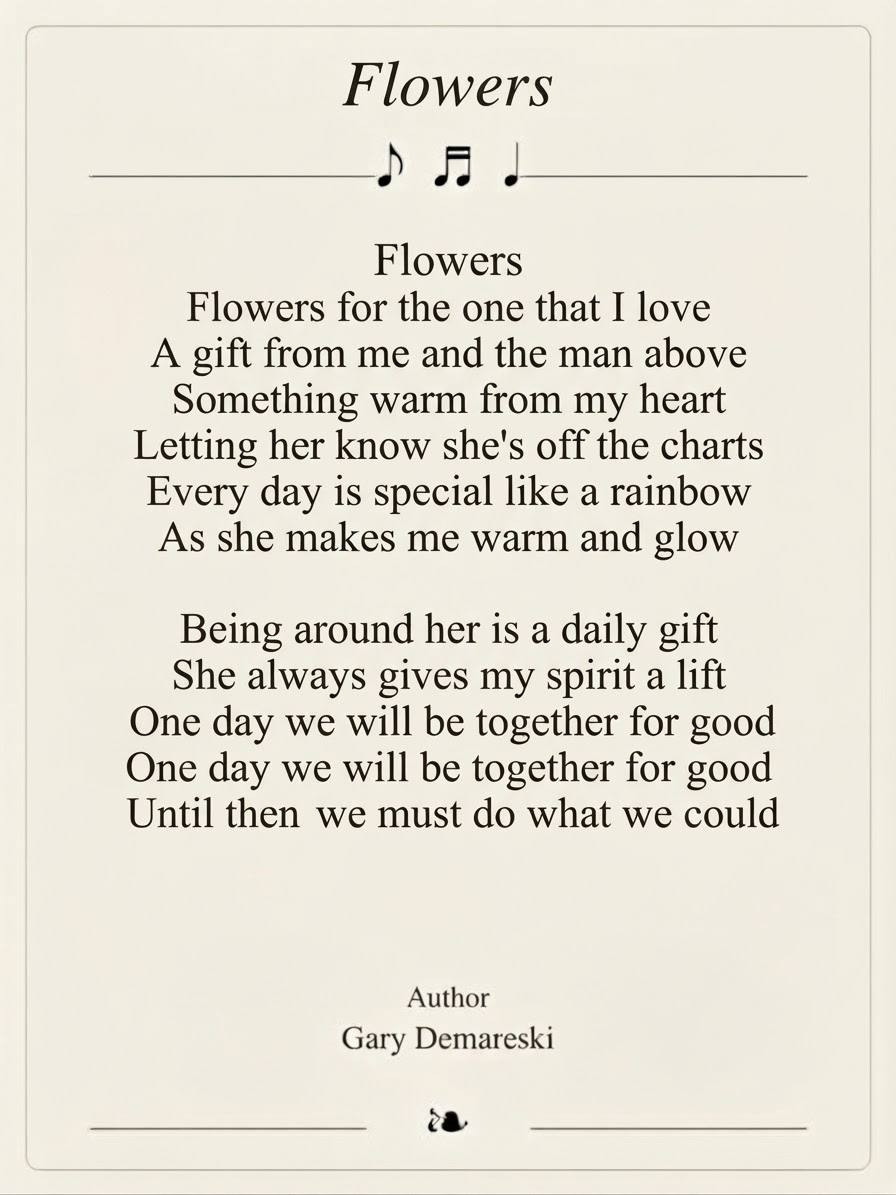 Flowers
Flowers
Flowers for the one that I love
A gift from me and the man above
Something warm from my heart
Letting her know she's off the charts
Every day is special like a rainbow
As she makes me warm and glow
Being around her is a daily gift
She always gives my spirit a lift
One day we will be together for good
One day we will be together for good
Until then we must do what we could
Author
Gary Demareski